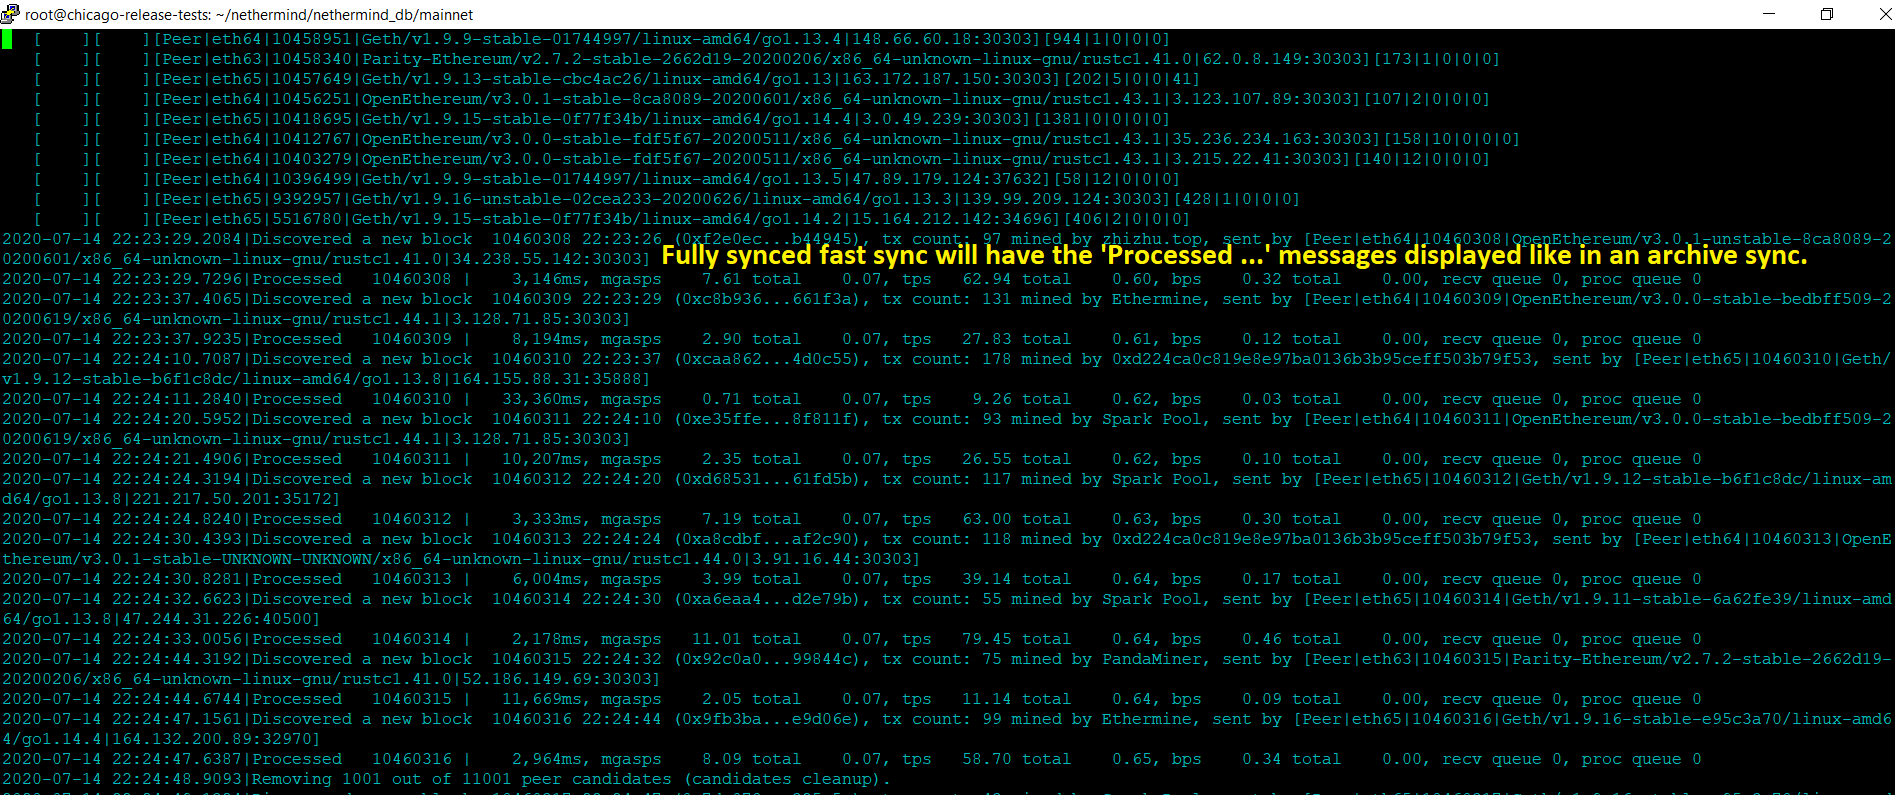 root@chicago-release-tests: ~/nethermind/nethermind_db/mainnet
[    ][    ][Peer|eth64|10458951|Geth/v1.9.9-stable-01744997/linux-amd64/go1.13.4|148.66.60.18:30303][944|1|0|0|0]
[    ][    ][Peer|eth63|10458340|Parity-Ethereum/v2.7.2-stable-2662d19-20200206/x86_64-unknown-linux-gnu/rustc1.41.0|62.0.8.149:30303][173|1|0|0|0]
[    ][    ][Peer|eth65|10457649|Geth/v1.9.13-stable-cbc4ac26/linux-amd64/go1.13|163.172.187.150:30303][202|5|0|0|41]
[    ][    ][Peer|eth64|10456251|OpenEthereum/v3.0.1-stable-8ca8089-20200601/x86_64-unknown-linux-gnu/rustc1.43.1|3.123.107.89:30303][107|2|0|0|0]
[    ][    ][Peer|eth65|10418695|Geth/v1.9.15-stable-0f77f34b/linux-amd64/go1.14.4|3.0.49.239:30303][1381|0|0|0|0]
[    ][    ][Peer|eth64|10412767|OpenEthereum/v3.0.0-stable-fdf5f67-20200511/x86_64-unknown-linux-gnu/rustc1.43.1|35.236.234.163:30303][158|10|0|0|0]
[    ][    ][Peer|eth64|10403279|OpenEthereum/v3.0.0-stable-fdf5f67-20200511/x86_64-unknown-linux-gnu/rustc1.43.1|3.215.22.41:30303][140|12|0|0|0]
[    ][    ][Peer|eth64|10396499|Geth/v1.9.9-stable-01744997/linux-amd64/go1.13.5|47.89.179.124:37632][58|12|0|0|0]
[    ][    ][Peer|eth65|9392957|Geth/v1.9.16-unstable-02cea233-20200626/linux-amd64/go1.13.3|139.99.209.124:30303][428|1|0|0|0]
[    ][    ][Peer|eth65|5516780|Geth/v1.9.15-stable-0f77f34b/linux-amd64/go1.14.2|15.164.212.142:34696][406|2|0|0|0]
2020-07-14 22:23:29.2084|Discovered a new block  10460308 22:23:26 (0xf2e0ec...b44945), tx count: 97 mined by zhizhu.top, sent by [Peer|eth64|10460308|OpenEthereum/v3.0.1-unstable-8ca8089-2
0200601/x86_64-unknown-linux-gnu/rustc1.41.0|34.238.55.142:30303]
Fully synced fast sync will have the 'Processed ...' messages displayed like in an archive sync.
2020-07-14 22:23:29.7296|Processed   10460308 |    3,146ms, mgasps    7.61 total    0.07, tps   62.94 total    0.60, bps    0.32 total    0.00, recv queue 0, proc queue 0
2020-07-14 22:23:37.4065|Discovered a new block  10460309 22:23:29 (0xc8b936...661f3a), tx count: 131 mined by Ethermine, sent by [Peer|eth64|10460309|OpenEthereum/v3.0.0-stable-bedbff509-2
0200619/x86_64-unknown-linux-gnu/rustc1.44.1|3.128.71.85:30303]
2020-07-14 22:23:37.9235|Processed   10460309 |    8,194ms, mgasps    2.90 total    0.07, tps   27.83 total    0.61, bps    0.12 total    0.00, recv queue 0, proc queue 0
2020-07-14 22:24:10.7087|Discovered a new block  10460310 22:23:37 (0xcaa862...4d0c55), tx count: 178 mined by 0xd224ca0c819e8e97ba0136b3b95ceff503b79f53, sent by [Peer|eth65|10460310|Geth/
v1.9.12-stable-b6f1c8dc/linux-amd64/go1.13.8|164.155.88.31:35888]
2020-07-14 22:24:11.2840|Processed   10460310 |   33,360ms, mgasps    0.71 total    0.07, tps    9.26 total    0.62, bps    0.03 total    0.00, recv queue 0, proc queue 0
2020-07-14 22:24:20.5952|Discovered a new block  10460311 22:24:10 (0xe35ffe...8f811f), tx count: 93 mined by Spark Pool, sent by [Peer|eth64|10460311|OpenEthereum/v3.0.0-stable-bedbff509-2
0200619/x86_64-unknown-linux-gnu/rustc1.44.1|3.128.71.85:30303]
2020-07-14 22:24:21.4906|Processed   10460311 |   10,207ms, mgasps    2.35 total    0.07, tps   26.55 total    0.62, bps    0.10 total    0.00, recv queue 0, proc queue 0
2020-07-14 22:24:24.3194|Discovered a new block  10460312 22:24:20 (0xd68531...61fd5b), tx count: 117 mined by Spark Pool, sent by [Peer|eth65|10460312|Geth/v1.9.12-stable-b6f1c8dc/linux-am
d64/go1.13.8|221.217.50.201:35172]
2020-07-14 22:24:24.8240|Processed   10460312 |    3,333ms, mgasps    7.19 total    0.07, tps   63.00 total    0.63, bps    0.30 total    0.00, recv queue 0, proc queue 0
2020-07-14 22:24:30.4393|Discovered a new block  10460313 22:24:24 (0xa8cdbf...af2c90), tx count: 118 mined by 0xd224ca0c819e8e97ba0136b3b95ceff503b79f53, sent by [Peer|eth64|10460313|OpenE
thereum/v3.0.1-stable-UNKNOWN-UNKNOWN/x86_64-unknown-linux-gnu/rustc1.44.0|3.91.16.44:30303]
2020-07-14 22:24:30.8281|Processed   10460313 |    6,004ms, mgasps    3.99 total    0.07, tps   39.14 total    0.64, bps    0.17 total    0.00, recv queue 0, proc queue 0
2020-07-14 22:24:32.6623|Discovered a new block  10460314 22:24:30 (0xa6eaa4...d2e79b), tx count: 55 mined by Spark Pool, sent by [Peer|eth65|10460314|Geth/v1.9.11-stable-6a62fe39/linux-amd
64/go1.13.8|47.244.31.226:40500]
2020-07-14 22:24:33.0056|Processed   10460314 |    2,178ms, mgasps   11.01 total    0.07, tps   79.45 total    0.64, bps    0.46 total    0.00, recv queue 0, proc queue 0
2020-07-14 22:24:44.3192|Discovered a new block  10460315 22:24:32 (0x92c0a0...99844c), tx count: 75 mined by PandaMiner, sent by [Peer|eth63|10460315|Parity-Ethereum/v2.7.2-stable-2662d19-
20200206/x86_64-unknown-linux-gnu/rustc1.41.0|52.186.149.69:30303]
2020-07-14 22:24:44.6744|Processed   10460315 |   11,669ms, mgasps    2.05 total    0.07, tps   11.14 total    0.64, bps    0.09 total    0.00, recv queue 0, proc queue 0
2020-07-14 22:24:47.1561|Discovered a new block  10460316 22:24:44 (0x9fb3ba...e9d06e), tx count: 99 mined by Ethermine, sent by [Peer|eth65|10460316|Geth/v1.9.16-stable-e95c3a70/linux-amd6
4/go1.14.4|164.132.200.89:32970]
2020-07-14 22:24:47.6387|Processed   10460316 |    2,964ms, mgasps    8.09 total    0.07, tps   58.70 total    0.65, bps    0.34 total    0.00, recv queue 0, proc queue 0
2020-07-14 22:24:48.9093|Removing 1001 out of 11001 peer candidates (candidates cleanup).